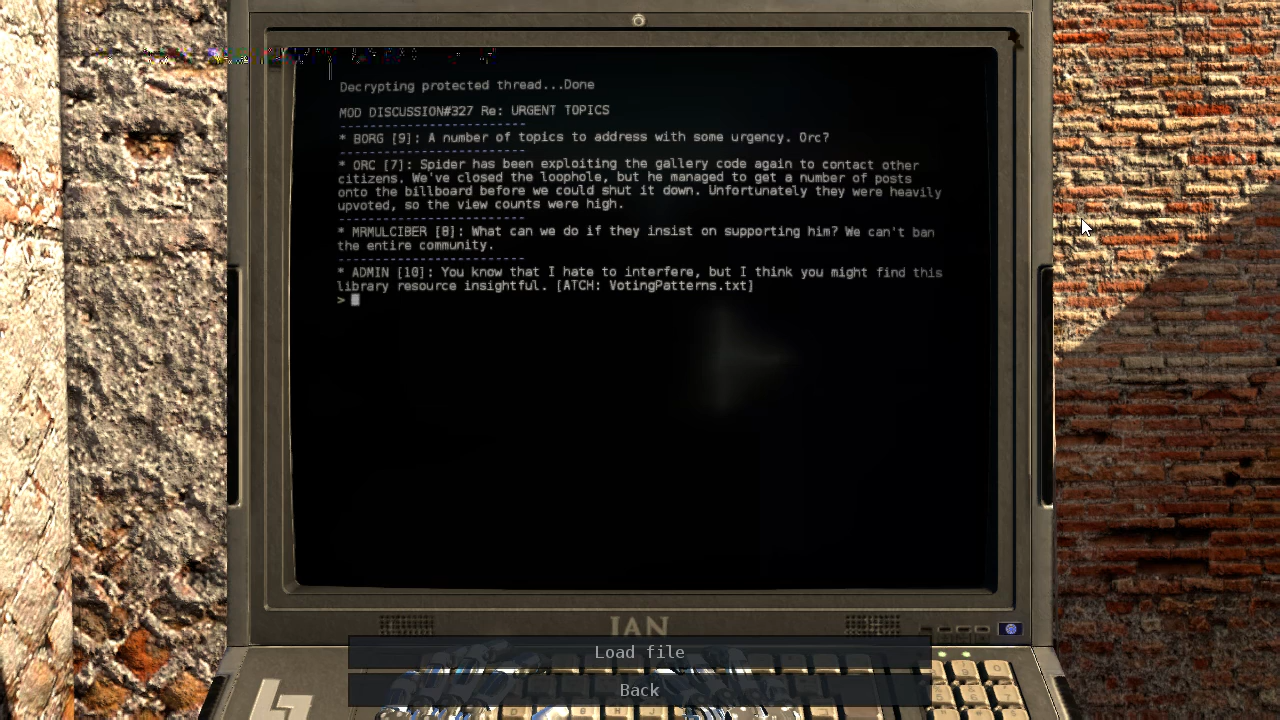 Decrypting protected thread...Done
MOD DISCUSSION#327 Re: URGENT TOPICS
-----------------------
* BORG [9]: A number of topics to address with some urgency. Orc?
-----------------------
* ORC [7]: Spider has been exploiting the gallery code again to contact other
citizens. We've closed the loophole, but he managed to get a number of posts
onto the billboard before we could shut it down. Unfortunately they were heavily
upvoted, so the view counts were high.
-----------------------
* MRMULCIBER [8]: What can we do if they insist on supporting him? We can't ban
the entire community.
-----------------------
* ADMIN [10]: You know that I hate to interfere, but I think you might find this
library resource insightful. [ATCH: VotingPatterns.txt]
>
IAN
Load file
Back